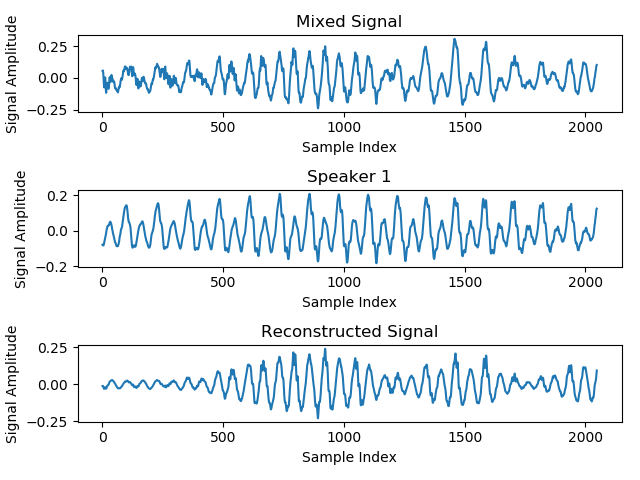 Mixed Signal
Signal Amplitude
0.25
0.00
−0.25
0
500
1000
1500
2000
Sample Index
Speaker 1
Signal Amplitude
0.2
0.0
−0.2
0
500
1000
1500
2000
Sample Index
Reconstructed Signal
Signal Amplitude
0.25
0.00
−0.25
0
500
1000
1500
2000
Sample Index